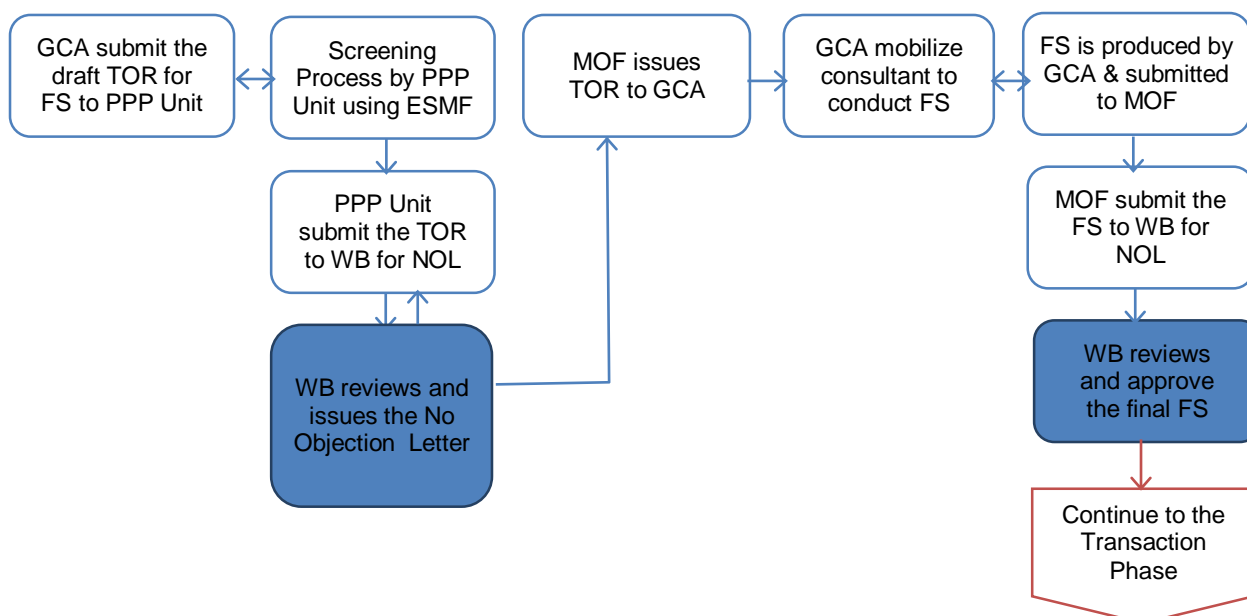 GCA submit the
draft TOR for
FS to PPP Unit
Screening
Process by PPP
Unit using ESMF
PPP Unit
submit the TOR
to WB for NOL
WB reviews and
issues the No
Objection Letter
MOF issues
TOR to GCA
GCA mobilize
consultant to
conduct FS
FS is produced by
GCA & submitted
to MOF
MOF submit the
FS to WB for
NOL
WB reviews
and approve
the final FS
Continue to the
Transaction
Phase